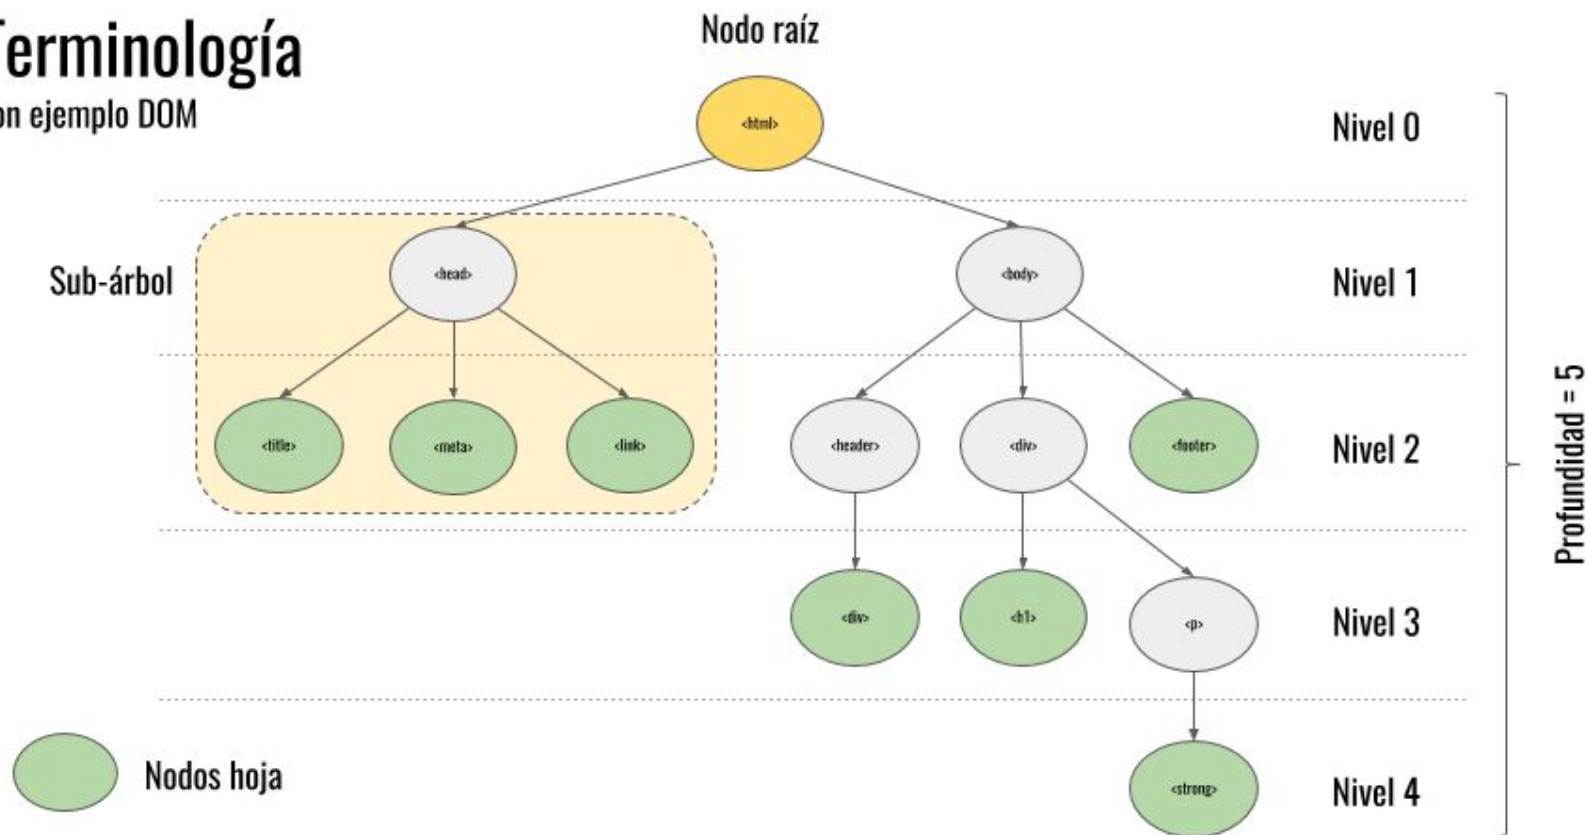 Terminología
on ejemplo DOM
Nodo raíz
<html>
Nivel 0
Sub-árbol
<head>
<body>
Nivel 1
<title>
<meta>
<link>
<header>
<div>
<footer>
Nivel 2
<div>
<h1>
<p>
Nivel 3
<strong>
Nivel 4
Nodos hoja
Profundidad = 5